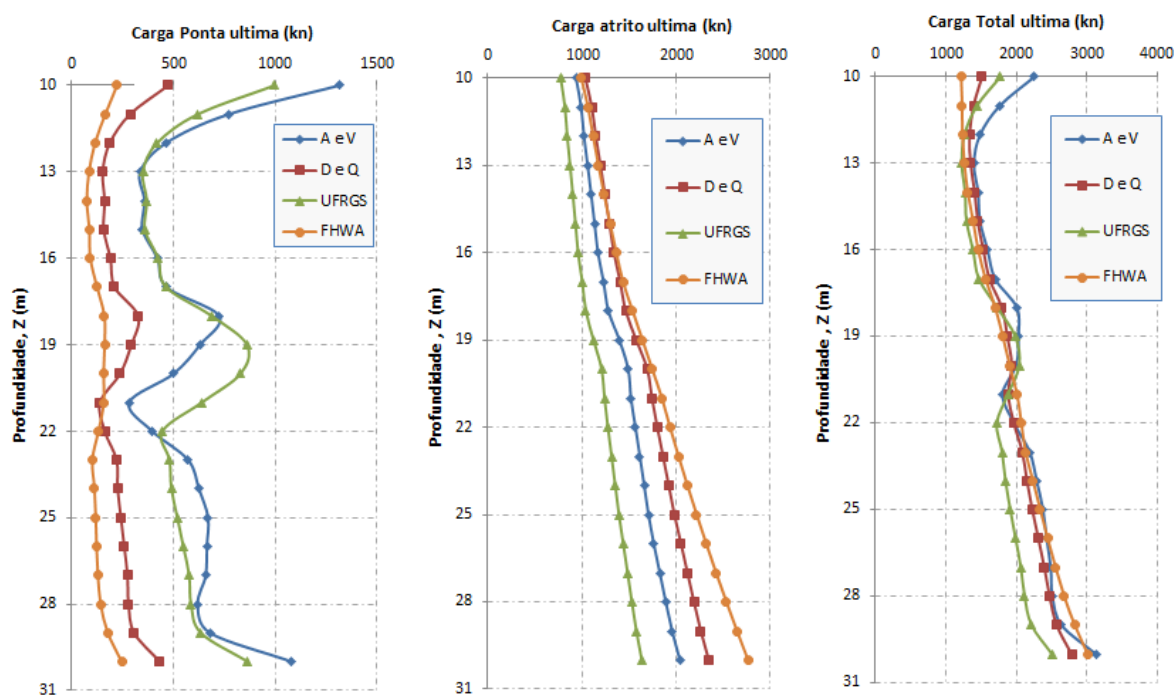 Carga Ponta ultima (kn)
0 500 1000 1500
10
13
16
19
22
25
28
31
Profundidade , Z (m)
A e V
D e Q
UFRGS
FHWA
Carga atrito ultima (kn)
0 1000 2000 3000
10
13
16
19
22
25
28
31
Profundidade , Z (m)
A e V
D e Q
UFRGS
FHWA
Carga Total ultima (kn)
0 1000 2000 3000 4000
10
13
16
19
22
25
28
31
Profundidade , Z (m)
A e V
D e Q
UFRGS
FHWA